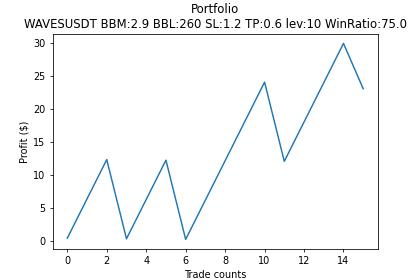 Portfolio
WAVESUSDT BBM:2.9 BBL:260 SL:1.2 TP:0.6 lev:10 WinRatio:75.0
30
25
20
15
10
5
0
Profit ($)
0 2 4 6 8 10 12 14
Trade counts